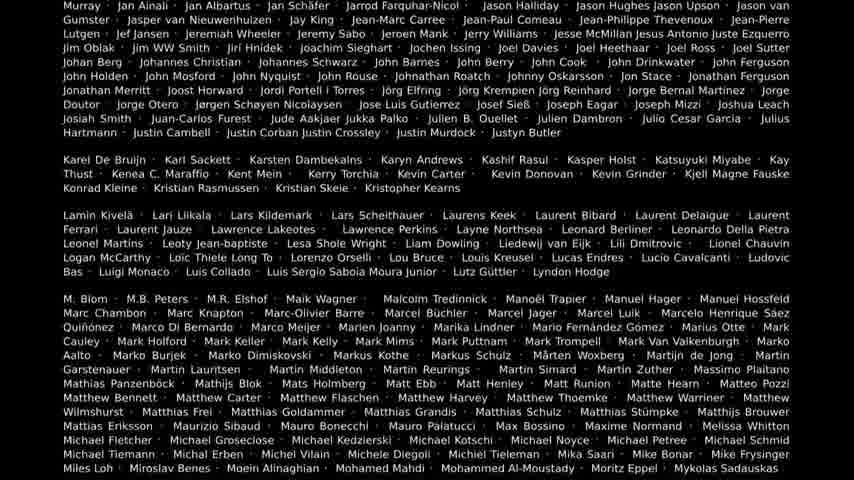 Murray · Jan Ainali · Jan Albartus · Jan Schäfer · Jarrod Farquhar-Nicol · Jason Halliday · Jason Hughes Jason Upson · Jason van
Gumster · Jasper van Nieuwenhuizen · Jay King · Jean-Marc Carree · Jean-Paul Comeau · Jean-Philippe Thevenoux · Jean-Pierre
Lutgen · Jef Jansen · Jeremiah Wheeler · Jeremy Sabo · Jeroen Mank · Jerry Williams · Jesse McMillan Jesus Antonio Juste Ezquerro
Jim Oblak · Jim WW Smith · Jiří Hnídek · Joachim Sieghart · Jochen Issing · Joel Davies · Joel Heethaar · Joel Ross · Joel Sutter
Johan Berg · Johannes Christian · Johannes Schwarz · John Barnes · John Berry · John Cook · John Drinkwater · John Ferguson
John Holden · John Mosford · John Nyquist · John Rouse · Johnathan Roatch · Johnny Oskarsson · Jon Stace · Jonathan Ferguson
Jonathan Merritt · Joost Horward · Jordi Portell i Torres · Jörg Elfring · Jörg Krempien Jörg Reinhard · Jorge Bernal Martinez · Jorge
Doutor · Jorge Otero · Jørgen Schøyen Nicolaysen · Jose Luis Gutierrez · Josef Sieß · Joseph Eagar · Joseph Mizzi · Joshua Leach
Josiah Smith · Juan-Carlos Furest · Jude Aakjaer Jukka Palko · Julien B. Ouellet · Julien Dambron · Julio Cesar Garcia · Julius
Hartmann · Justin Cambell · Justin Corban Justin Crossley · Justin Murdock · Justyn Butler
Karel De Bruijn · Karl Sackett · Karsten Dambekalns · Karyn Andrews · Kashif Rasul · Kasper Holst · Katsuyuki Miyabe · Kay
Thust · Kenea C. Maraffio · Kent Mein · Kerry Torchia · Kevin Carter · Kevin Donovan · Kevin Grinder · Kjell Magne Fauske
Konrad Kleine · Kristian Rasmussen · Kristian Skeie · Kristopher Kearns
Lamin Kivelä · Lari Liikala · Lars Kildemark · Lars Scheithauer · Laurens Keek · Laurent Bibard · Laurent Delaigue · Laurent
Ferrari · Laurent Jauze · Lawrence Lakeotes · Lawrence Perkins · Layne Northsea · Leonard Berliner · Leonardo Della Pietra
Leonel Martins · Leoty Jean-baptiste · Lesa Shole Wright · Liam Dowling · Liedewij van Eijk · Lili Dmitrovic · Lionel Chauvin
Logan McCarthy · Loïc Thiele Long To · Lorenzo Orselli · Lou Bruce · Louis Kreusel · Lucas Endres · Lucio Cavalcanti · Ludovic
Bas · Luigi Monaco · Luis Collado · Luis Sergio Saboia Moura Junior · Lutz Güttler · Lyndon Hodge
M. Blom · M.B. Peters · M.R. Elshof · Maik Wagner · Malcolm Tredinnick · Manoël Trapier · Manuel Hager · Manuel Hossfeld
Marc Chambon · Marc Knapton · Marc-Olivier Barre · Marcel Büchler · Marcel Jager · Marcel Luik · Marcelo Henrique Sáez
Quiñónez · Marco Di Bernardo · Marco Meijer · Marien Joanny · Marika Lindner · Mario Fernández Gómez · Marius Otte · Mark
Cauley · Mark Holford · Mark Keller · Mark Kelly · Mark Mims · Mark Puttnam · Mark Trompell · Mark Van Valkenburgh · Marko
Aalto · Marko Burjek · Marko Dimiskovski · Markus Kothe · Markus Schulz · Mårten Woxberg · Martijn de Jong · Martin
Garstenauer · Martin Lauritsen · Martin Middleton · Martin Reurings · Martin Simard · Martin Zuther · Massimo Plaitano
Mathias Panzenböck · Mathijs Blok · Mats Holmberg · Matt Ebb · Matt Henley · Matt Runion · Matte Hearn · Matteo Pozzi
Matthew Bennett · Matthew Carter · Matthew Flaschen · Matthew Harvey · Matthew Thoemke · Matthew Warriner · Matthew
Wilmshurst · Matthias Frei · Matthias Goldammer · Matthias Grandis · Matthias Schulz · Matthias Stümpke · Matthijs Brouwer
Mattias Eriksson · Maurizio Sibaud · Mauro Bonecchi · Mauro Palatucci · Max Bossino · Maxime Normand · Melissa Whitton
Michael Fletcher · Michael Groseclose · Michael Kedzierski · Michael Kotschi · Michael Noyce · Michael Petree · Michael Schmid
Michael Tiemann · Michal Erben · Michel Vilain · Michele Diegoli · Michiel Tieleman · Mika Saari · Mike Bonar · Mike Frysinger
Miles Loh · Miroslav Benes · Moein Alinaghian · Mohamed Mahdi · Mohammed Al-Moustady · Moritz Eppel · Mykolas Sadauskas